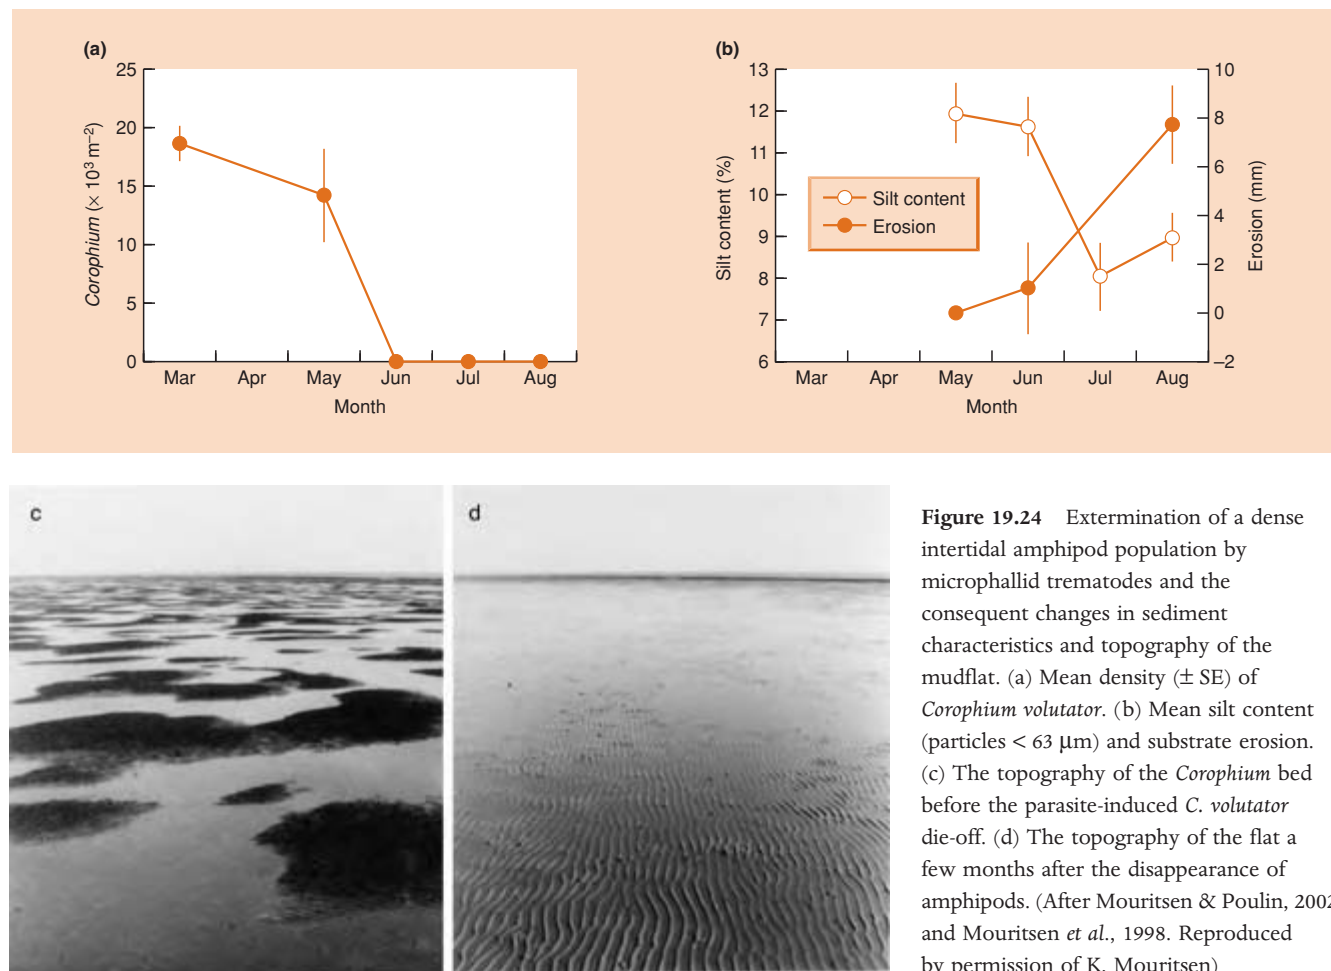 (a)
25
20
15
10
5
0
Corophium (× 10³ m⁻²)
Mar Apr May Jun Jul Aug
Month
(b)
13
12
11
10
9
8
7
6
Silt content (%)
Silt content
Erosion
10
8
6
4
2
0
–2
Erosion (mm)
Mar Apr May Jun Jul Aug
Month
c
d
Figure 19.24 Extermination of a dense
intertidal amphipod population by
microphallid trematodes and the
consequent changes in sediment
characteristics and topography of the
mudflat. (a) Mean density (± SE) of
Corophium volutator. (b) Mean silt content
(particles < 63 μm) and substrate erosion.
(c) The topography of the Corophium bed
before the parasite-induced C. volutator
die-off. (d) The topography of the flat a
few months after the disappearance of
amphipods. (After Mouritsen & Poulin, 2002
and Mouritsen et al., 1998. Reproduced
by permission of K. Mouritsen)